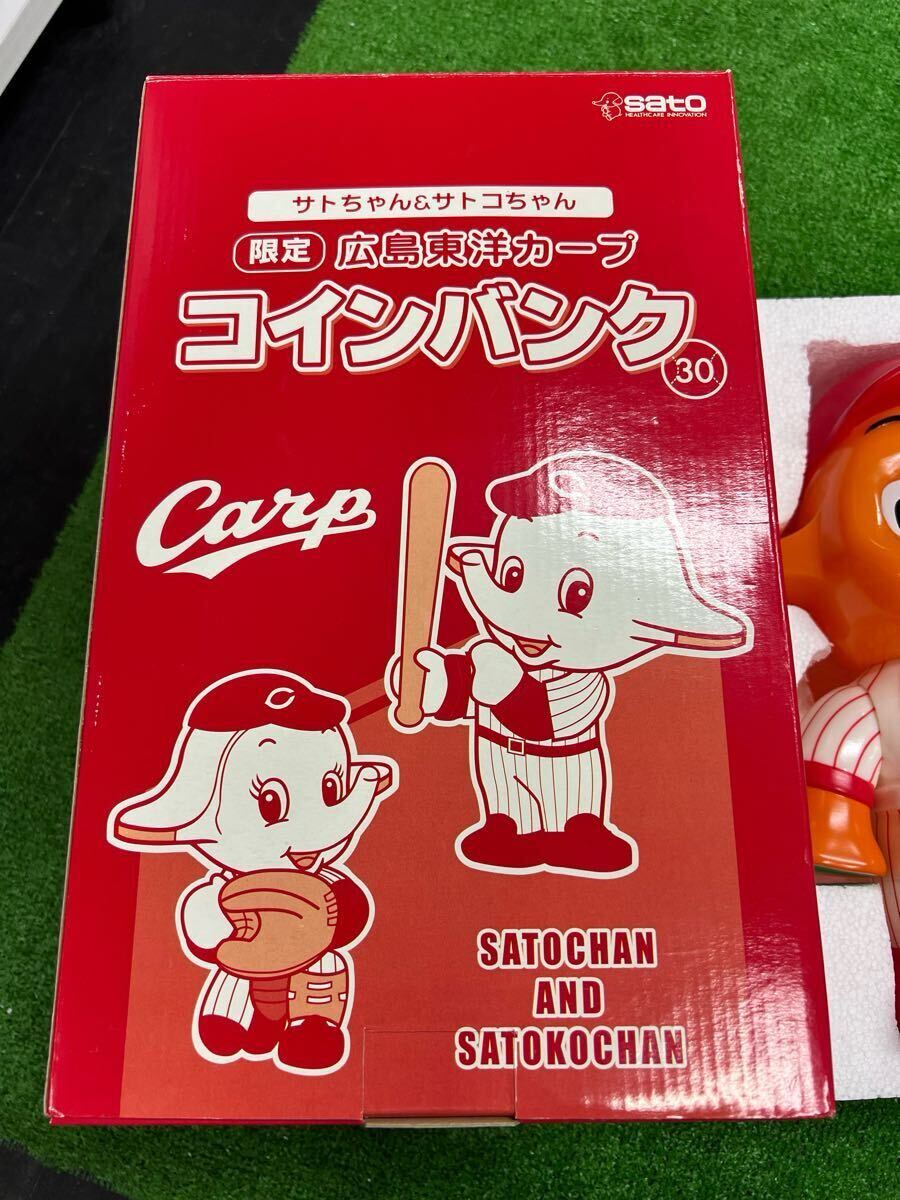 sato
HEALTHCARE INNOVATION
サトちゃん&サトコちゃん
限定 広島東洋カープ
コインバンク
30
Carp
C
SATOCHAN
AND
SATOKOCHAN